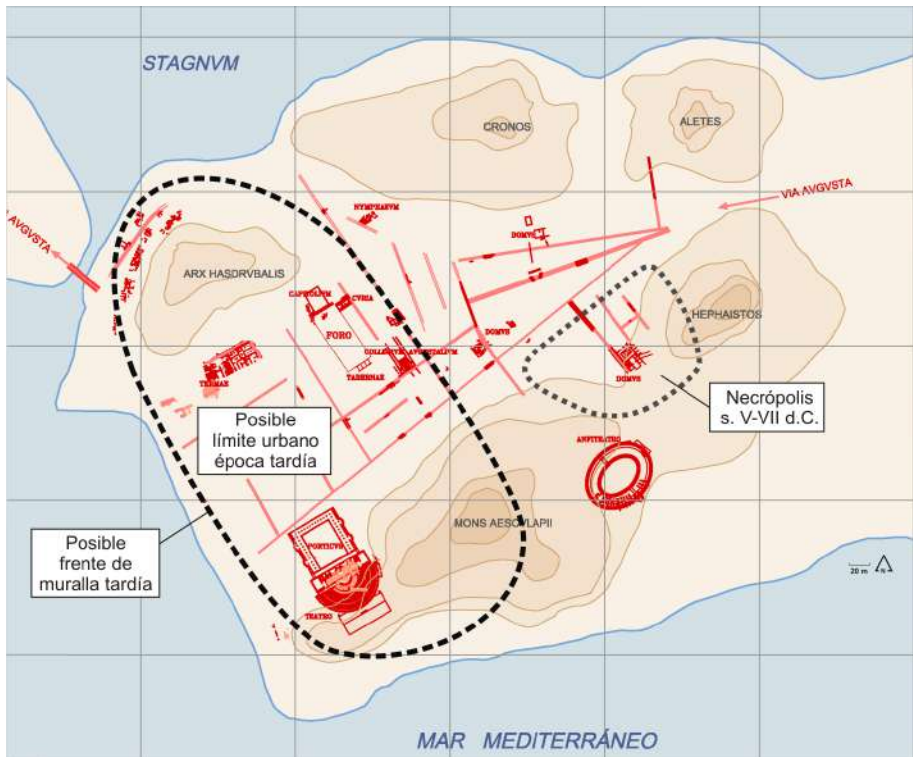 STAGNVM
CRONOS
ALETES
VIA AVGVSTA
AVGVSTA
NYMPHAEVM
DOMVS
ARX HASDRVBALIS
CAPITOLIVM
CVRIA
HEPHAISTOS
FORO
DOMVS
COLLEGIVM AVGVSTALIVM
TABERNAE
TERMAE
DOMVS
Necrópolis
s. V-VII d.C.
Posible
límite urbano
época tardía
ANFITEATRO
MONS AESCVLAPII
Posible
frente de
muralla tardía
PORTICVS
TEATRO
20 m
N
MAR MEDITERRÁNEO